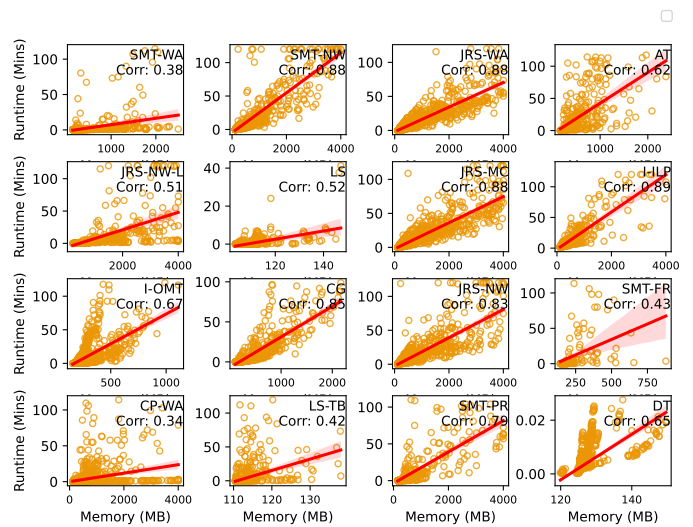 SMT-WA
Corr: 0.38
SMT-NW
Corr: 0.88
JRS-WA
Corr: 0.88
AT
Corr: 0.62
Runtime (Mins)
100
50
0
1000
2000
100
50
0
0
2000
4000
100
50
0
0
2000
4000
100
50
0
1000
2000
JRS-NW-L
Corr: 0.51
LS
Corr: 0.52
JRS-MC
Corr: 0.88
I-ILP
Corr: 0.89
Runtime (Mins)
100
50
0
2000
4000
40
20
0
120
140
100
50
0
0
2000
4000
100
50
0
0
2000
4000
I-OMT
Corr: 0.67
CG
Corr: 0.85
JRS-NW
Corr: 0.83
SMT-FR
Corr: 0.43
Runtime (Mins)
100
50
0
500
1000
100
50
0
1000
2000
100
50
0
0
2000
4000
100
50
0
250
500
750
CP-WA
Corr: 0.34
LS-TB
Corr: 0.42
SMT-PR
Corr: 0.79
DT
Corr: 0.65
Runtime (Mins)
100
50
0
0
2000
4000
100
50
0
110
120
130
100
50
0
0
2000
4000
0.02
0.00
120
140
Memory (MB)
Memory (MB)
Memory (MB)
Memory (MB)